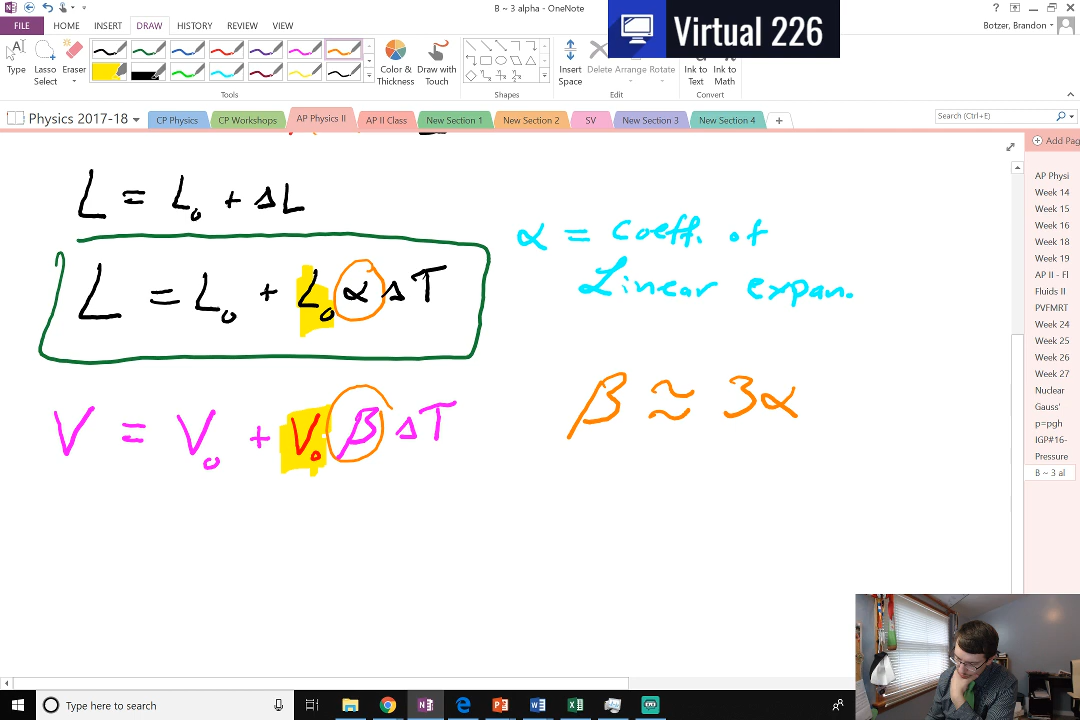 B ~ 3 alpha - OneNote
Virtual 226
?
FILE HOME INSERT DRAW HISTORY REVIEW VIEW
Botzer, Brandon
Type Lasso Select Eraser
Color & Thickness Draw with Touch
Insert Space Delete Arrange Rotate
Ink to Text Ink to Math
Tools Shapes Edit Convert
Physics 2017-18 CP Physics CP Workshops AP Physics II AP II Class New Section 1 New Section 2 SV New Section 3 New Section 4 +
Search (Ctrl+E)
Add Pag
AP Physi
Week 14
Week 15
Week 16
Week 18
Week 19
AP II - Fl
Fluids II
PVFMRT
Week 24
Week 25
Week 26
Week 27
Nuclear
Gauss'
p=pgh
IGP#16-
Pressure
B ~ 3 al
L = L₀ + ΔL
L = L₀ + L₀ α ΔT
α = coeff. of
Linear expan.
V = V₀ + V₀ β ΔT
β ≈ 3α
Type here to search